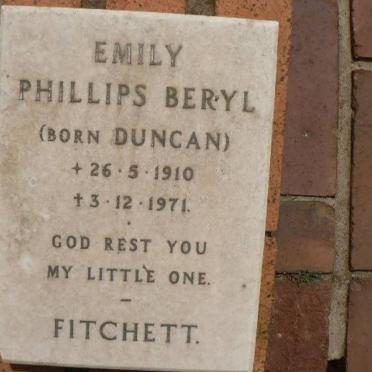 EMILY
PHILLIPS BERYL
(BORN DUNCAN)
+ 26 · 5 · 1910
† 3 · 12 · 1971.
GOD REST YOU
MY LITTLE ONE.
–
FITCHETT.